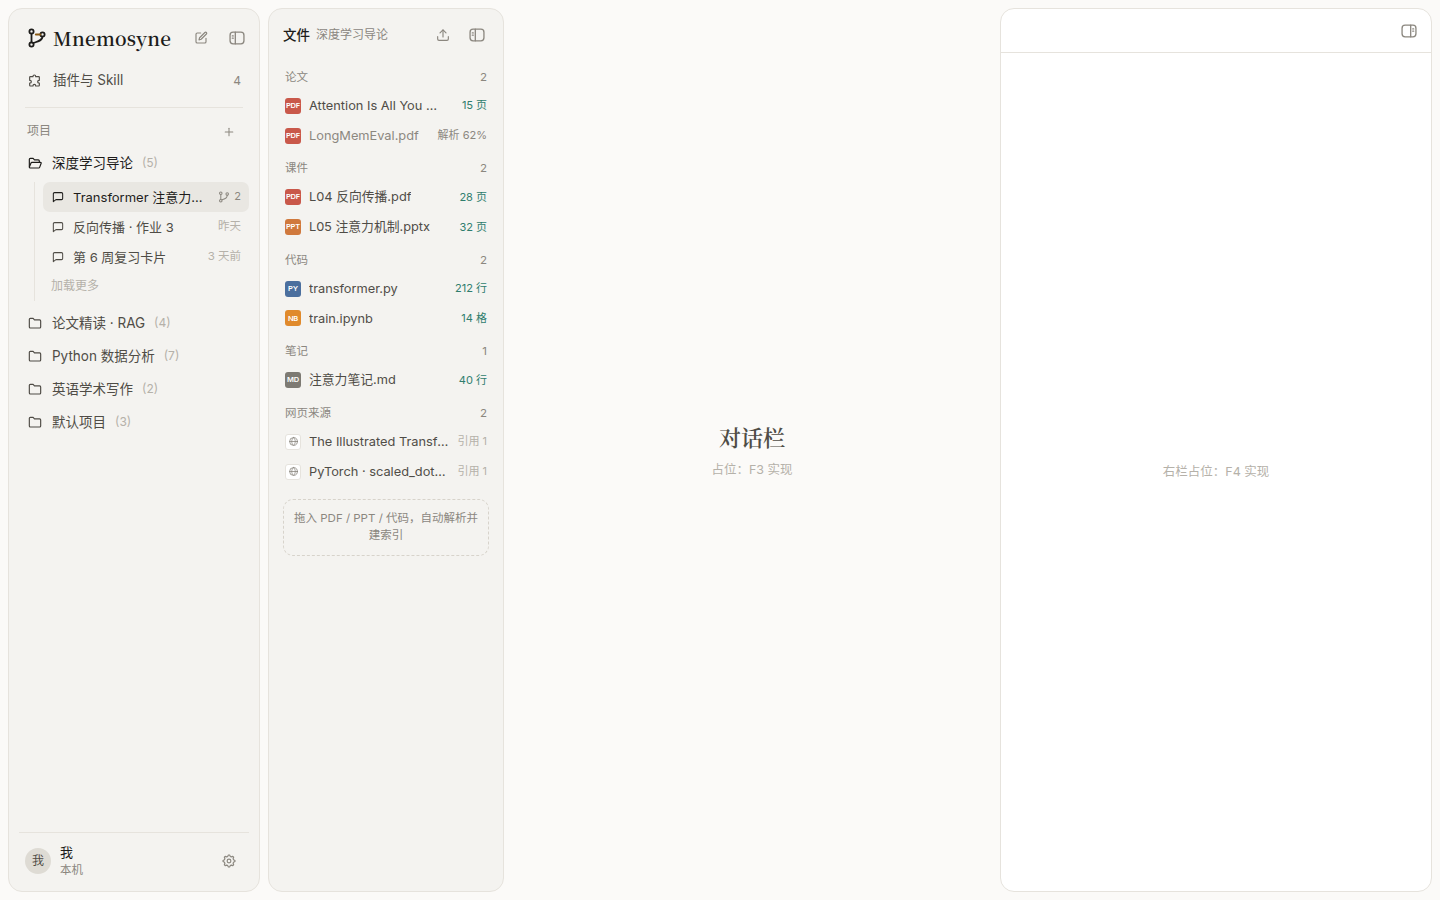 Mnemosyne
插件与 Skill 4
项目
深度学习导论 (5)
Transformer 注意力... 2
反向传播 · 作业 3 昨天
第 6 周复习卡片 3 天前
加载更多
论文精读 · RAG (4)
Python 数据分析 (7)
英语学术写作 (2)
默认项目 (3)
我 我
本机
文件 深度学习导论
论文 2
PDF Attention Is All You ... 15 页
PDF LongMemEval.pdf 解析 62%
课件 2
PDF L04 反向传播.pdf 28 页
PPT L05 注意力机制.pptx 32 页
代码 2
PY transformer.py 212 行
NB train.ipynb 14 格
笔记 1
MD 注意力笔记.md 40 行
网页来源 2
The Illustrated Transf... 引用 1
PyTorch · scaled_dot... 引用 1
拖入 PDF / PPT / 代码，自动解析并
建索引
对话栏
占位：F3 实现
右栏占位：F4 实现